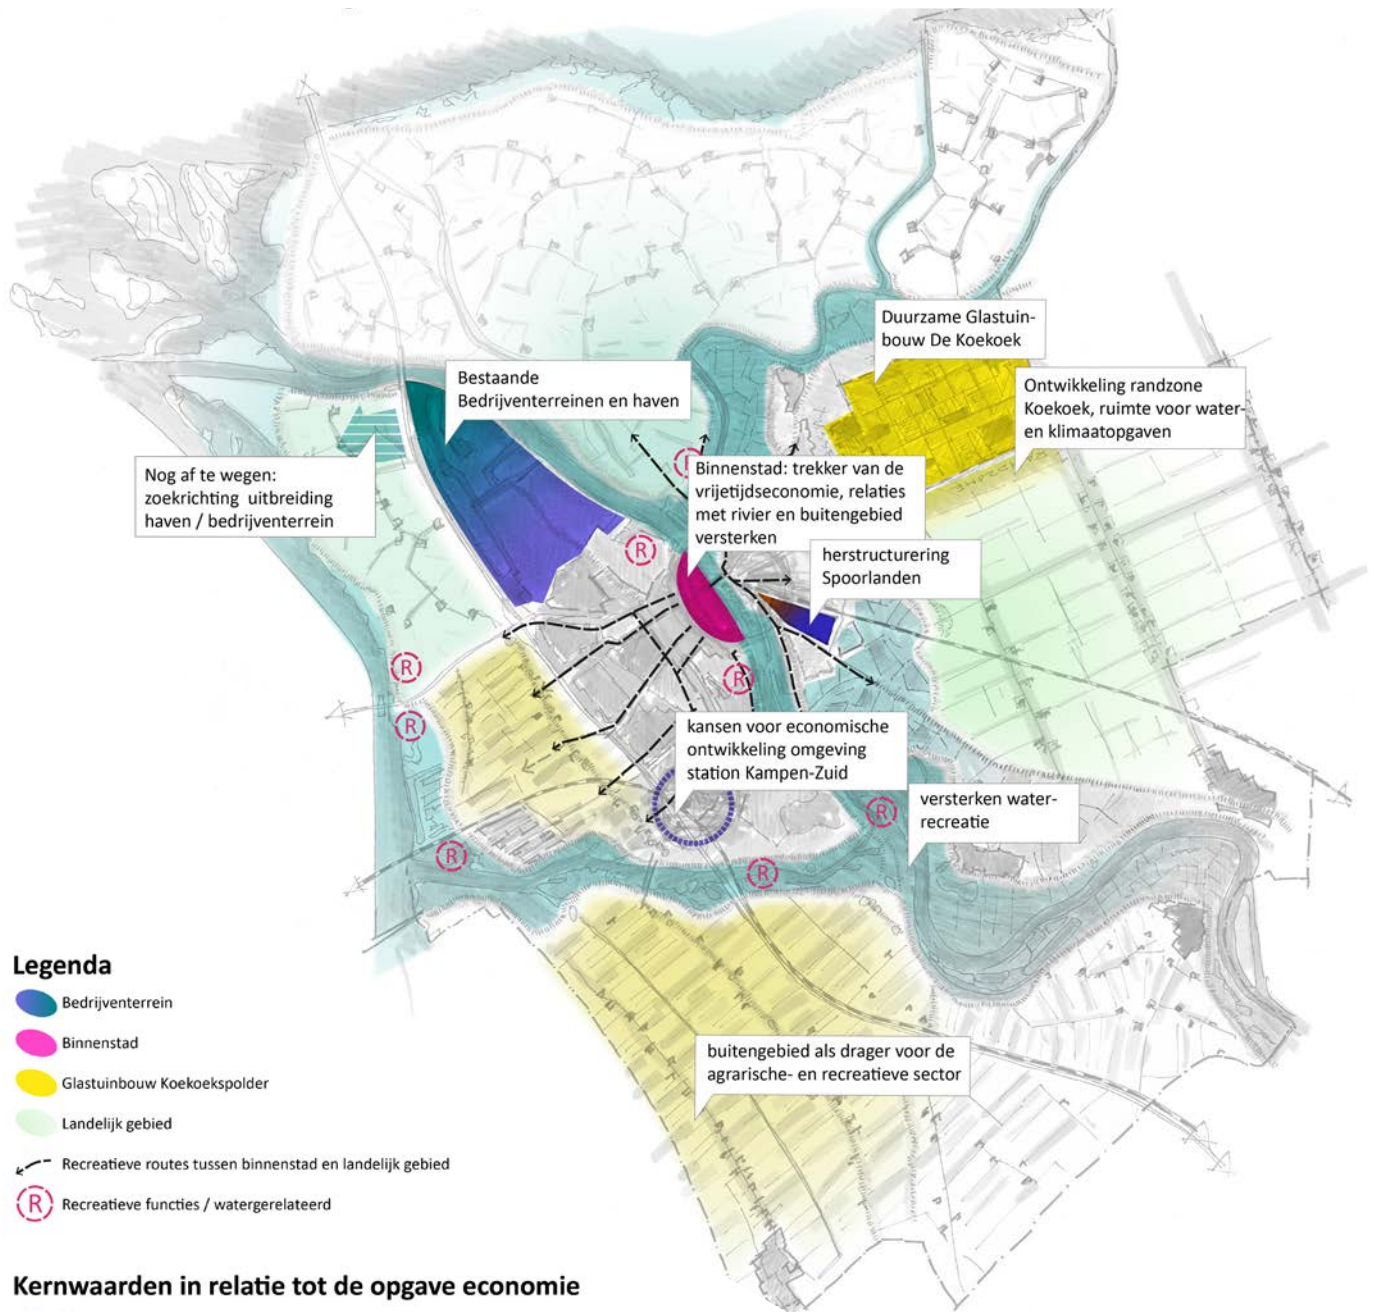 Duurzame Glastuin-
bouw De Koekoek
Bestaande
Bedrijventerreinen en haven
Ontwikkeling randzone
Koekoek, ruimte voor water-
en klimaatopgaven
Nog af te wegen:
zoekrichting uitbreiding
haven / bedrijventerrein
R
Binnenstad: trekker van de
vrijetijdseconomie, relaties
met rivier en buitengebied
versterken
R
herstructurering
Spoorlanden
R
R
R
kansen voor economische
ontwikkeling omgeving
station Kampen-Zuid
versterken water-
recreatie
R
R
R
buitengebied als drager voor de
agrarische- en recreatieve sector
Legenda
Bedrijventerrein
Binnenstad
Glastuinbouw Koekoekspolder
Landelijk gebied
Recreatieve routes tussen binnenstad en landelijk gebied
R Recreatieve functies / watergerelateerd
Kernwaarden in relatie tot de opgave economie